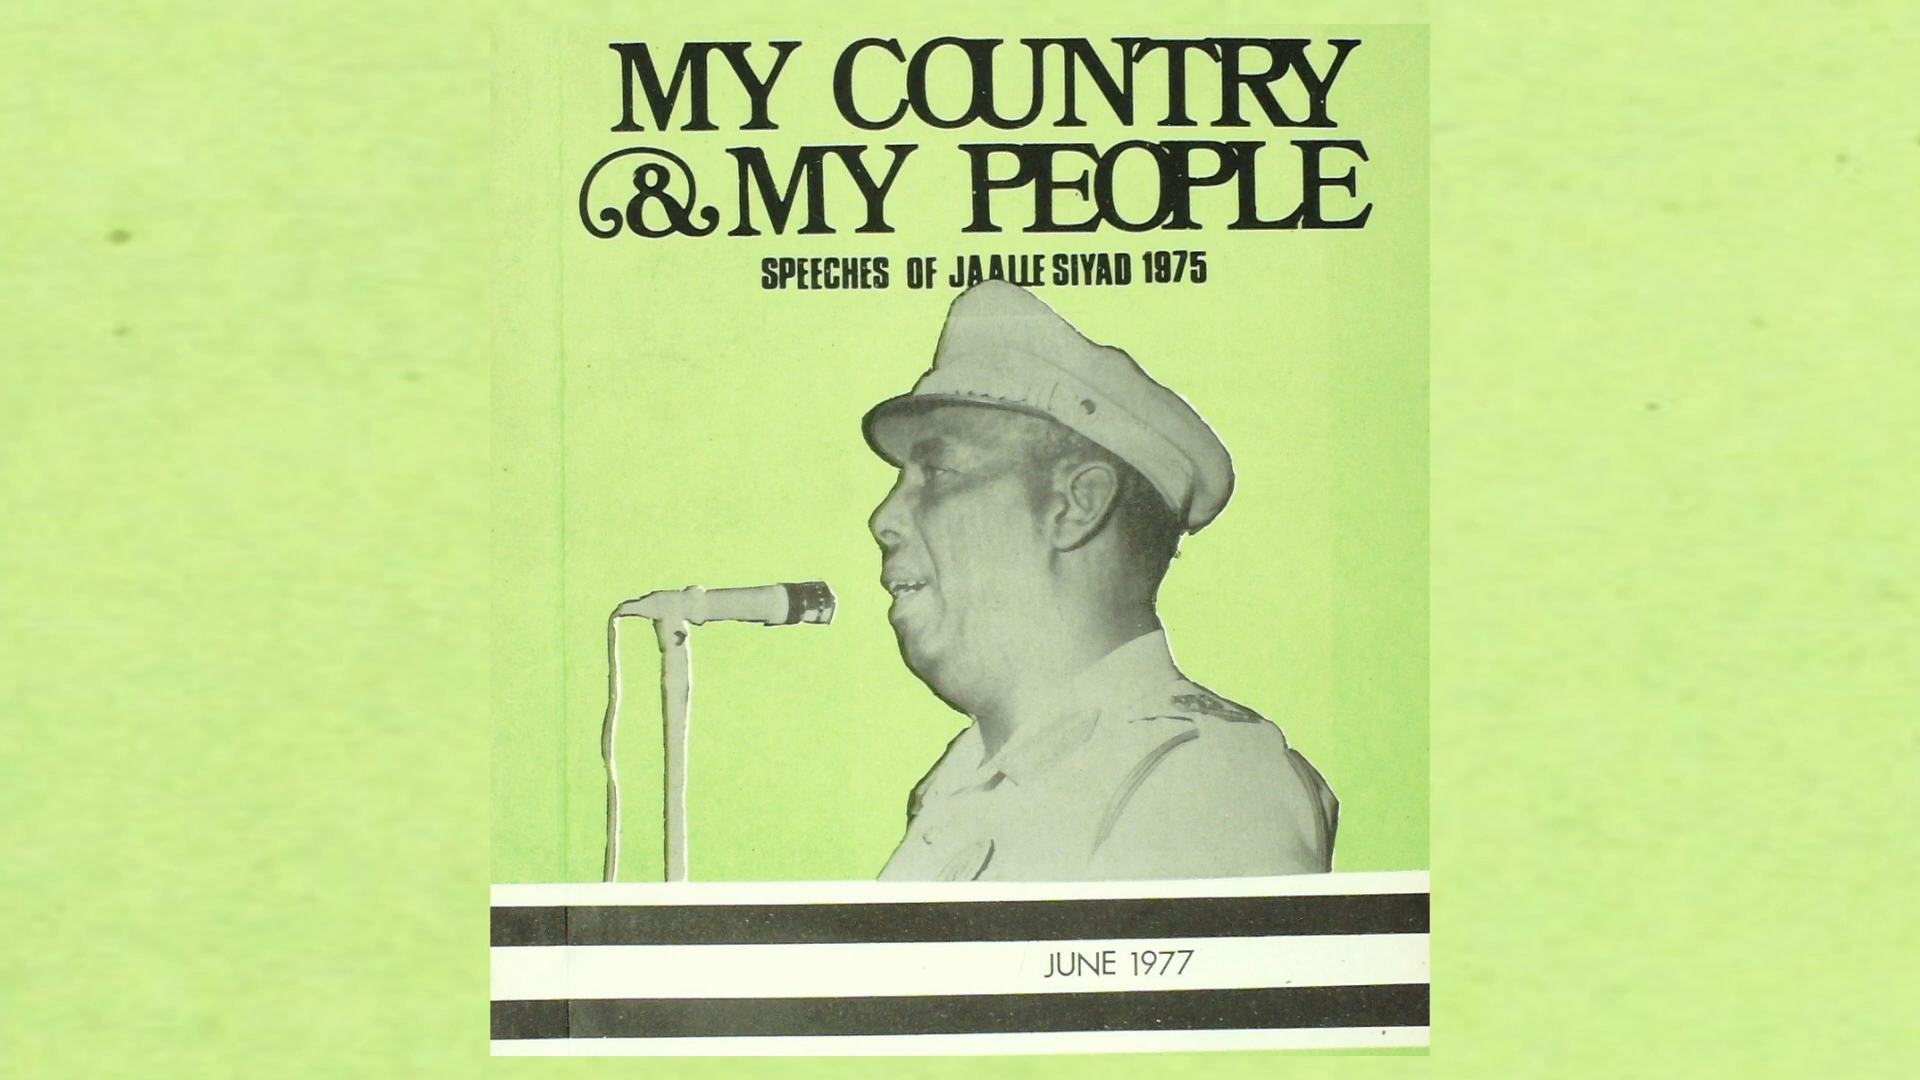 MY COUNTRY
& MY PEOPLE
SPEECHES OF JAALLE SIYAD 1975
JUNE 1977